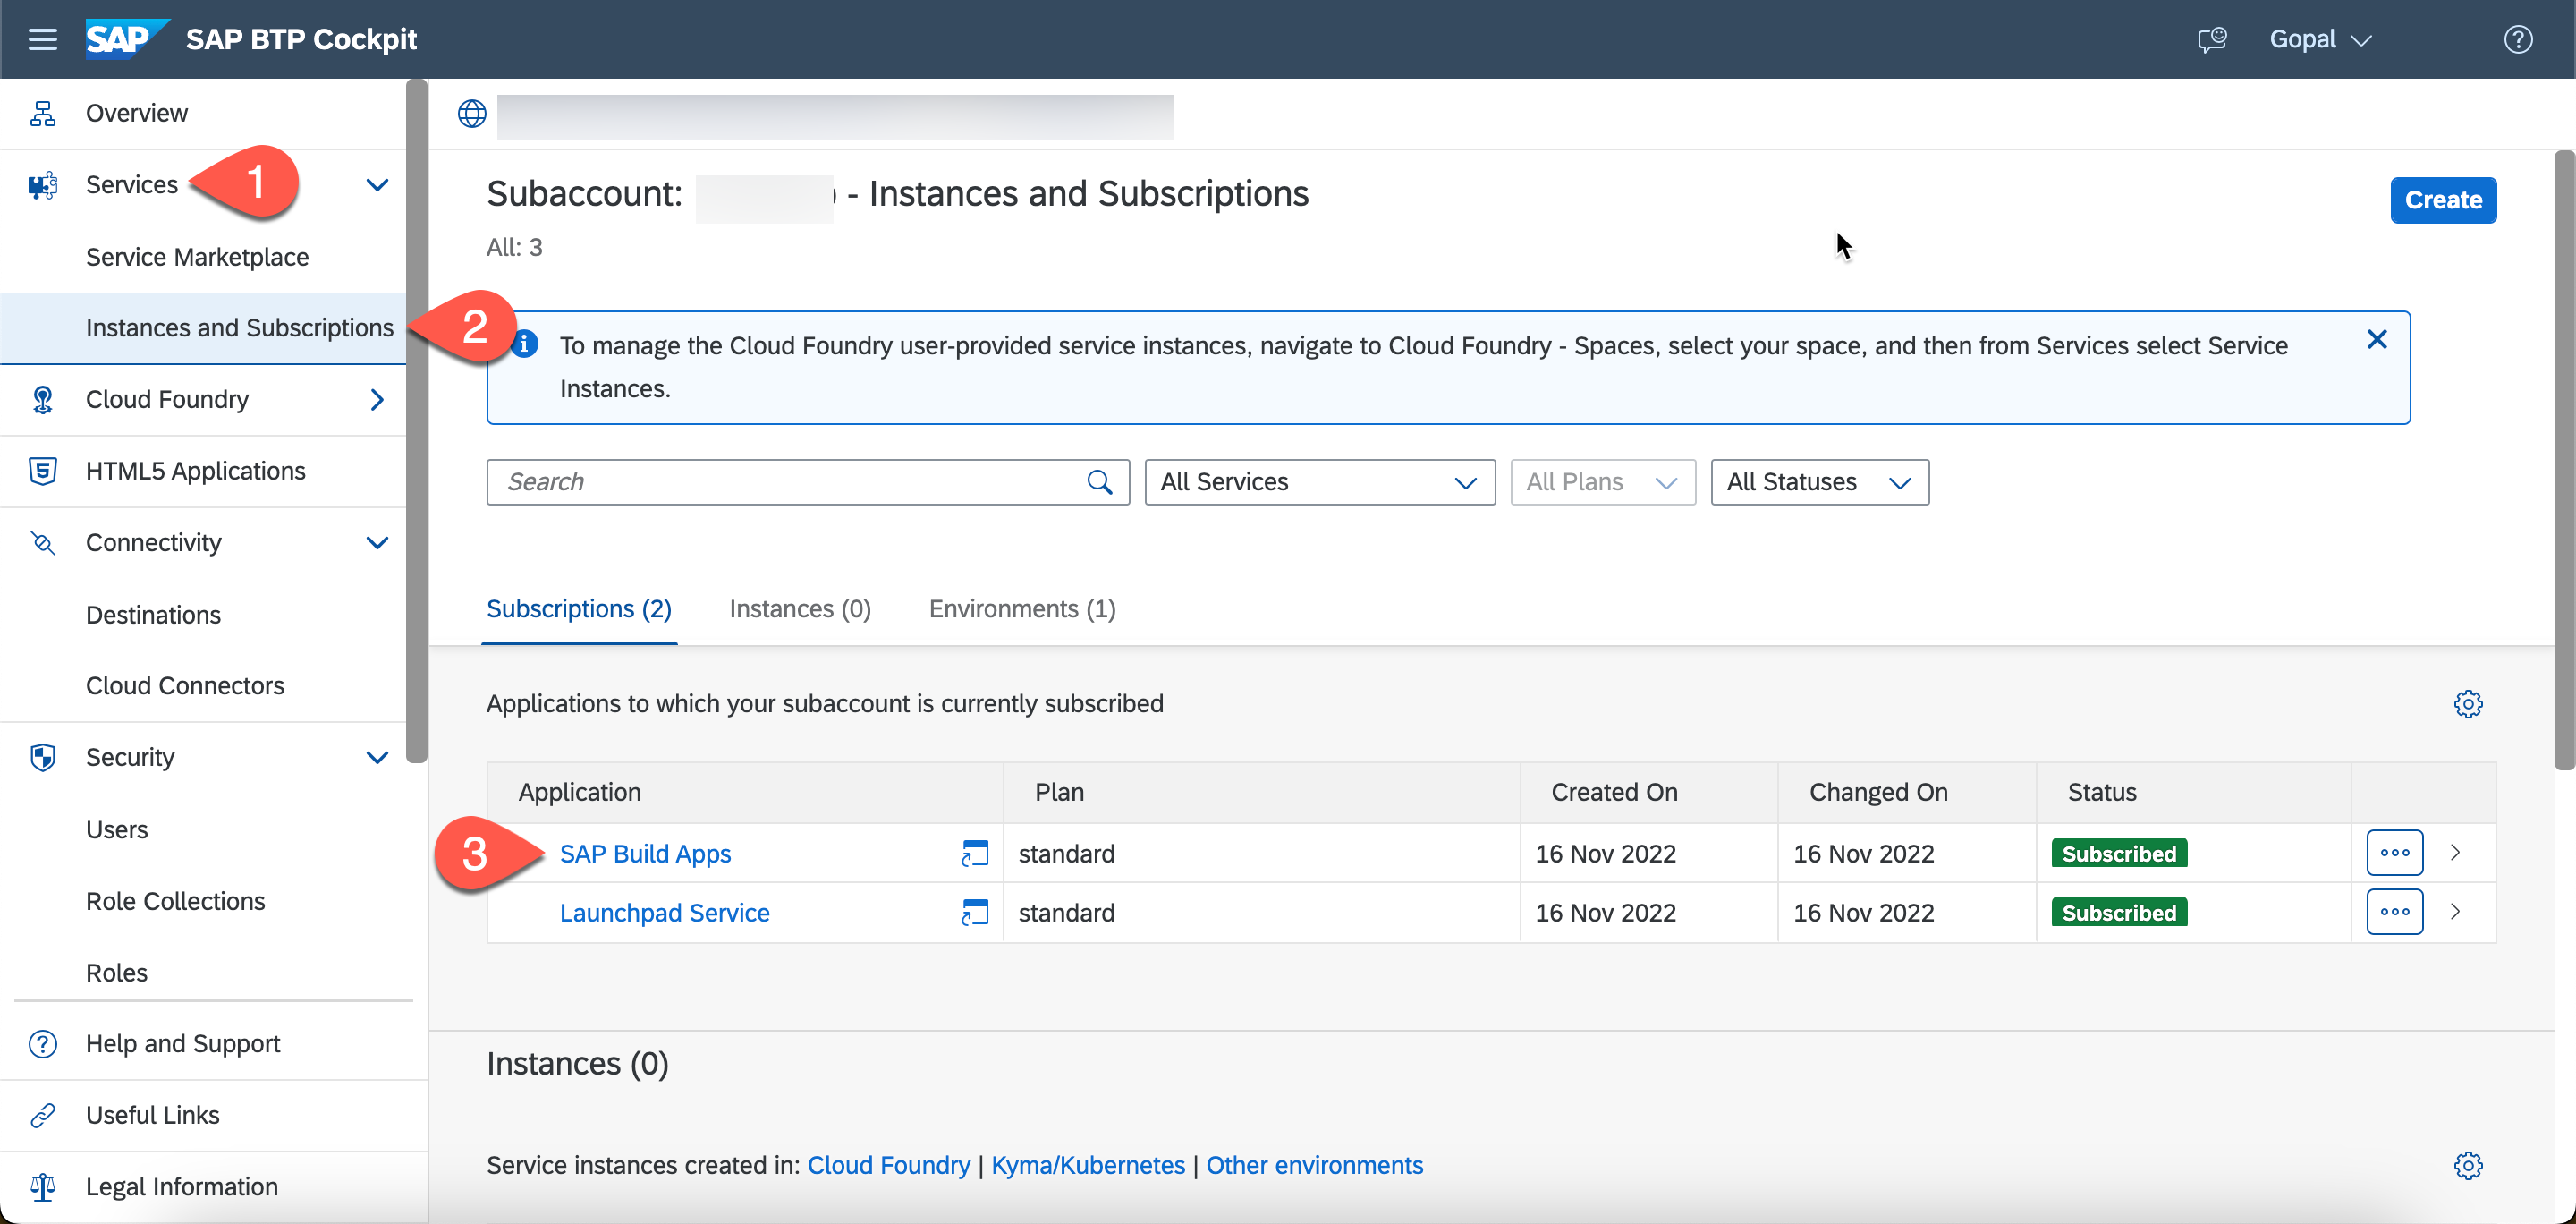 SAP SAP BTP Cockpit
Gopal
Overview
Services
1
Service Marketplace
Instances and Subscriptions
2
Cloud Foundry
HTML5 Applications
Connectivity
Destinations
Cloud Connectors
Security
Users
Role Collections
Roles
Help and Support
Useful Links
Legal Information
Subaccount: - Instances and Subscriptions
Create
All: 3
To manage the Cloud Foundry user-provided service instances, navigate to Cloud Foundry - Spaces, select your space, and then from Services select Service
Instances.
Search All Services All Plans All Statuses
Subscriptions (2) Instances (0) Environments (1)
Applications to which your subaccount is currently subscribed
Application Plan Created On Changed On Status
3
SAP Build Apps standard 16 Nov 2022 16 Nov 2022 Subscribed
Launchpad Service standard 16 Nov 2022 16 Nov 2022 Subscribed
Instances (0)
Service instances created in: Cloud Foundry | Kyma/Kubernetes | Other environments